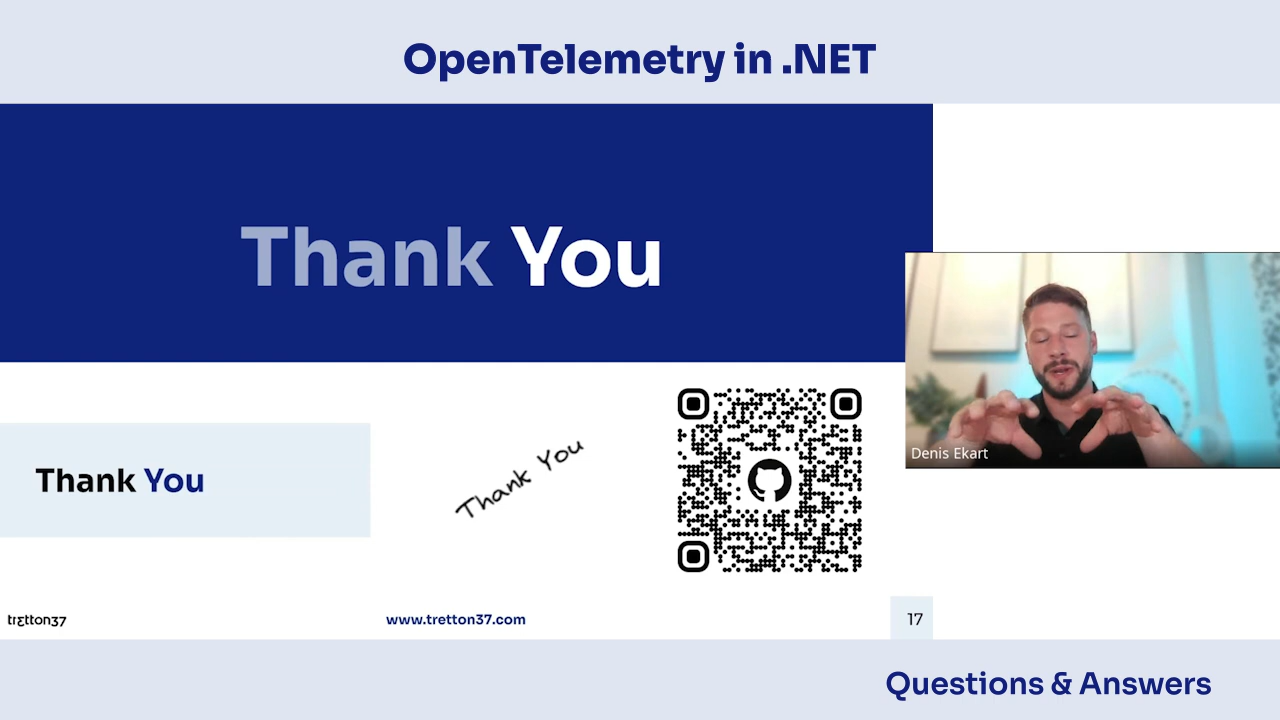 OpenTelemetry in .NET
Thank You
Denis Ekart
Thank You
Thank You
tretton37
www.tretton37.com
17
Questions & Answers